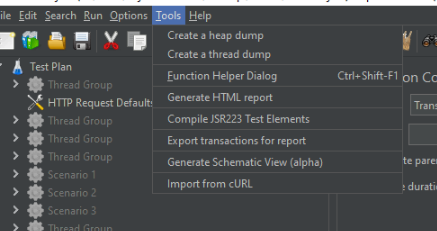 File Edit Search Run Options Tools Help
Create a heap dump
Create a thread dump
Function Helper Dialog Ctrl+Shift-F1
Generate HTML report
Compile JSR223 Test Elements
Export transactions for report
Generate Schematic View (alpha)
Import from cURL
Test Plan
Thread Group
HTTP Request Defaults
Thread Group
Thread Group
Thread Group
Scenario 1
Scenario 2
Scenario 3
Thread Group
on Co
Trans
te pare
duratio